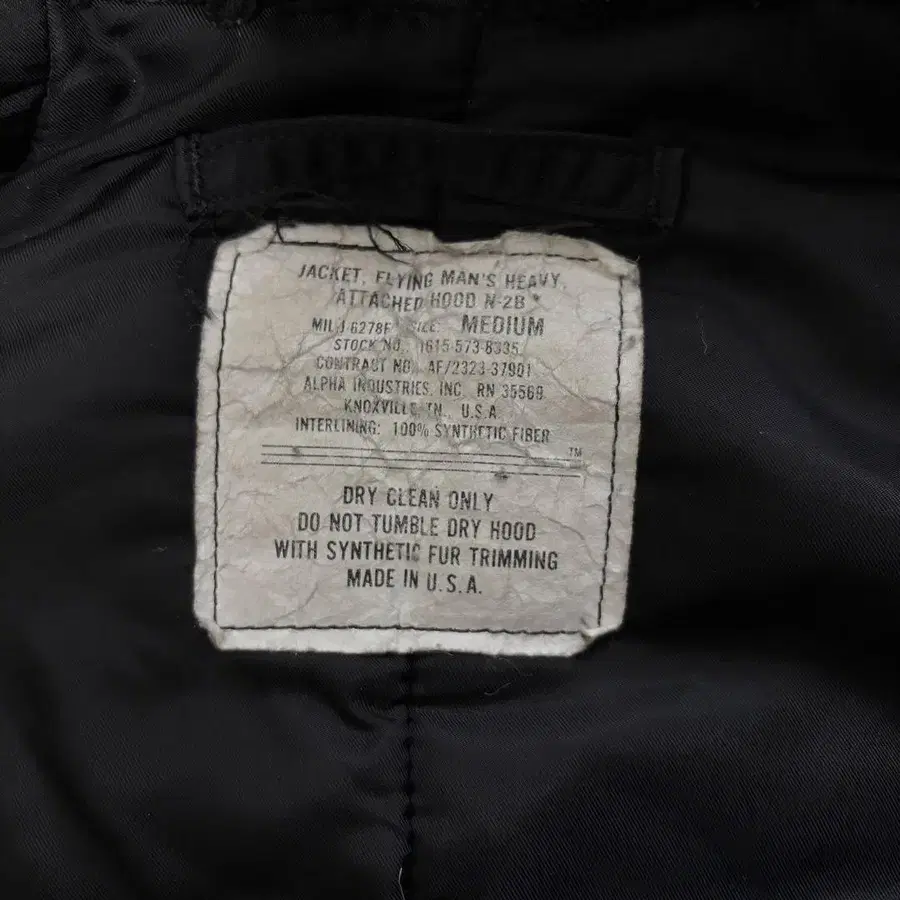 JACKET, FLYING MAN'S HEAVY,
ATTACHED HOOD N-2B
MIL J 6278F SIZE: MEDIUM
STOCK NO. 1615-573-8335
CONTRACT NO. AF/2323-37901
ALPHA INDUSTRIES, INC. RN 35569
KNOXVILLE, TN., U.S.A.
INTERLINING: 100% SYNTHETIC FIBER
TM
DRY CLEAN ONLY
DO NOT TUMBLE DRY HOOD
WITH SYNTHETIC FUR TRIMMING
MADE IN U.S.A.